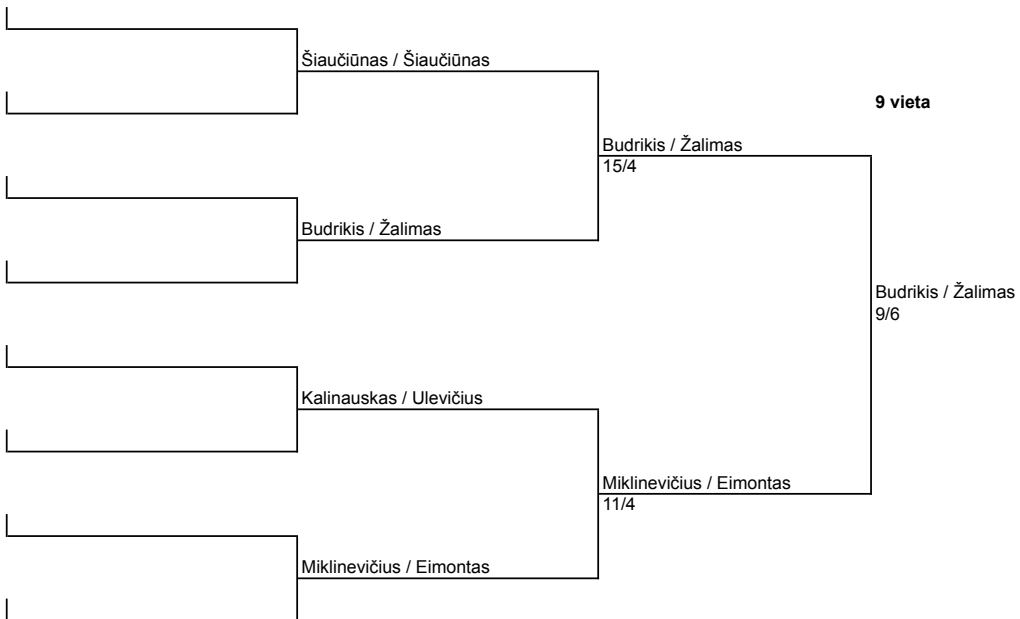 Šiaučiūnas / Šiaučiūnas
9 vieta
Budrikis / Žalimas
15/4
Budrikis / Žalimas
Budrikis / Žalimas
9/6
Kalinauskas / Ulevičius
Miklinevičius / Eimontas
11/4
Miklinevičius / Eimontas